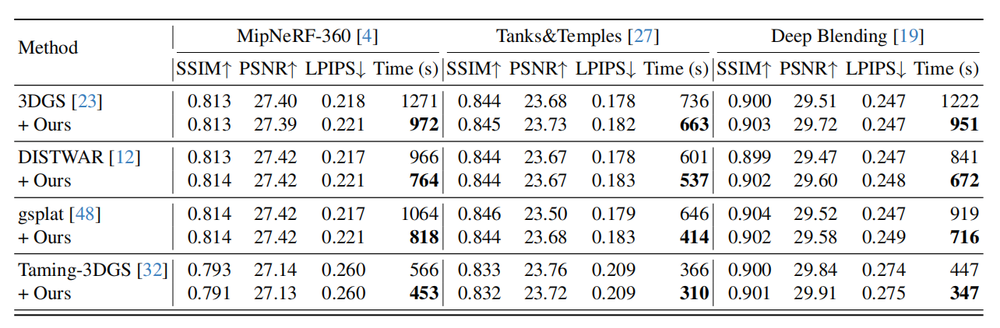 Method MipNeRF-360 [4] Tanks&Temples [27] Deep Blending [19]
SSIM↑ PSNR↑ LPIPS↓ Time (s) SSIM↑ PSNR↑ LPIPS↓ Time (s) SSIM↑ PSNR↑ LPIPS↓ Time (s)
3DGS [23] 0.813 27.40 0.218 1271 0.844 23.68 0.178 736 0.900 29.51 0.247 1222
+ Ours 0.813 27.39 0.221 972 0.845 23.73 0.182 663 0.903 29.72 0.247 951
DISTWAR [12] 0.813 27.42 0.217 966 0.844 23.67 0.178 601 0.899 29.47 0.247 841
+ Ours 0.814 27.42 0.221 764 0.844 23.67 0.183 537 0.902 29.60 0.248 672
gsplat [48] 0.814 27.42 0.217 1064 0.846 23.50 0.179 646 0.904 29.52 0.247 919
+ Ours 0.814 27.42 0.221 818 0.844 23.68 0.183 414 0.902 29.58 0.249 716
Taming-3DGS [32] 0.793 27.14 0.260 566 0.833 23.76 0.209 366 0.900 29.84 0.274 447
+ Ours 0.791 27.13 0.260 453 0.832 23.72 0.209 310 0.901 29.91 0.275 347